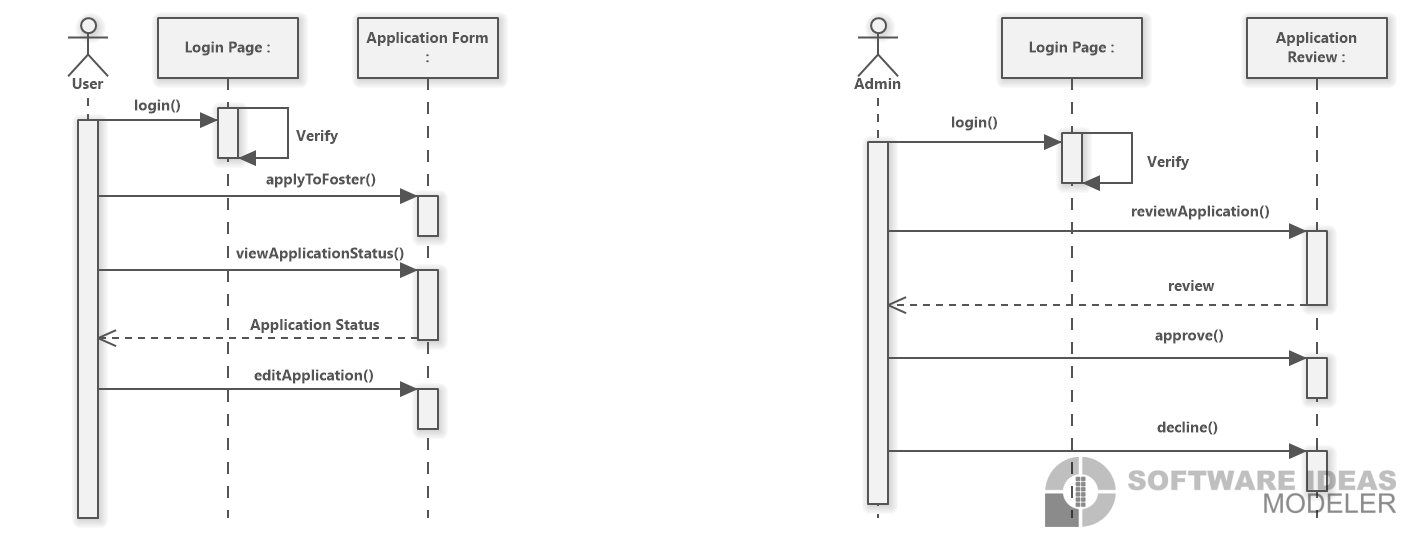 User
Login Page :
Application Form
:
login()
Verify
applyToFoster()
viewApplicationStatus()
Application Status
editApplication()
Admin
Login Page :
Application
Review :
login()
Verify
reviewApplication()
review
approve()
decline()
SOFTWARE IDEAS
MODELER